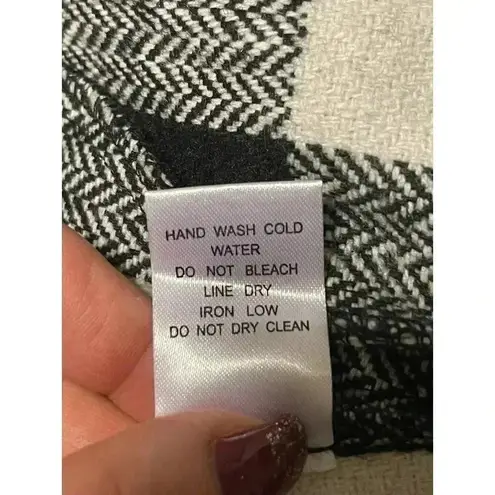 HAND WASH COLD
WATER
DO NOT BLEACH
LINE DRY
IRON LOW
DO NOT DRY CLEAN